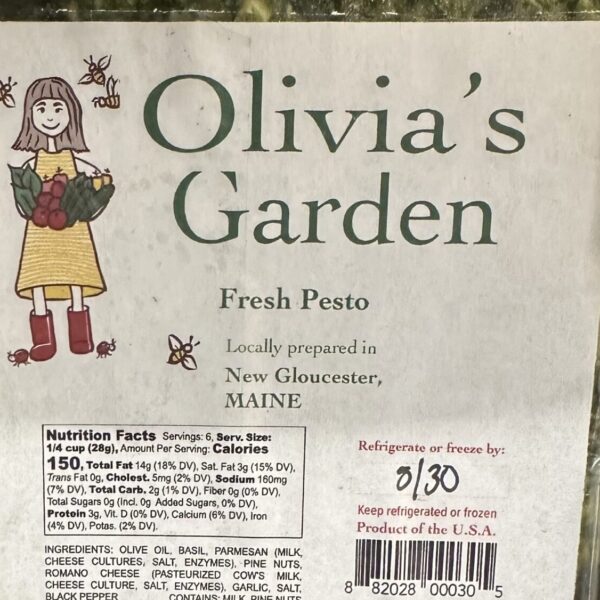 Olivia's
Garden
Fresh Pesto
Locally prepared in
New Gloucester,
MAINE
Nutrition Facts Servings: 6, Serv. Size:
1/4 cup (28g), Amount Per Serving: Calories
150, Total Fat 14g (18% DV), Sat. Fat 3g (15% DV),
Trans Fat 0g, Cholest. 5mg (2% DV), Sodium 160mg
(7% DV), Total Carb. 2g (1% DV), Fiber 0g (0% DV),
Total Sugars 0g (Incl. 0g Added Sugars, 0% DV),
Protein 3g, Vit. D (0% DV), Calcium (6% DV), Iron
(4% DV), Potas. (2% DV).
INGREDIENTS: OLIVE OIL, BASIL, PARMESAN (MILK,
CHEESE CULTURES, SALT, ENZYMES), PINE NUTS,
ROMANO CHEESE (PASTEURIZED COW'S MILK,
CHEESE CULTURE, SALT, ENZYMES), GARLIC, SALT,
BLACK PEPPER CONTAINS: MILK, PINE NUTS
Refrigerate or freeze by:
8/30
Keep refrigerated or frozen
Product of the U.S.A.
8 82028 00030 5